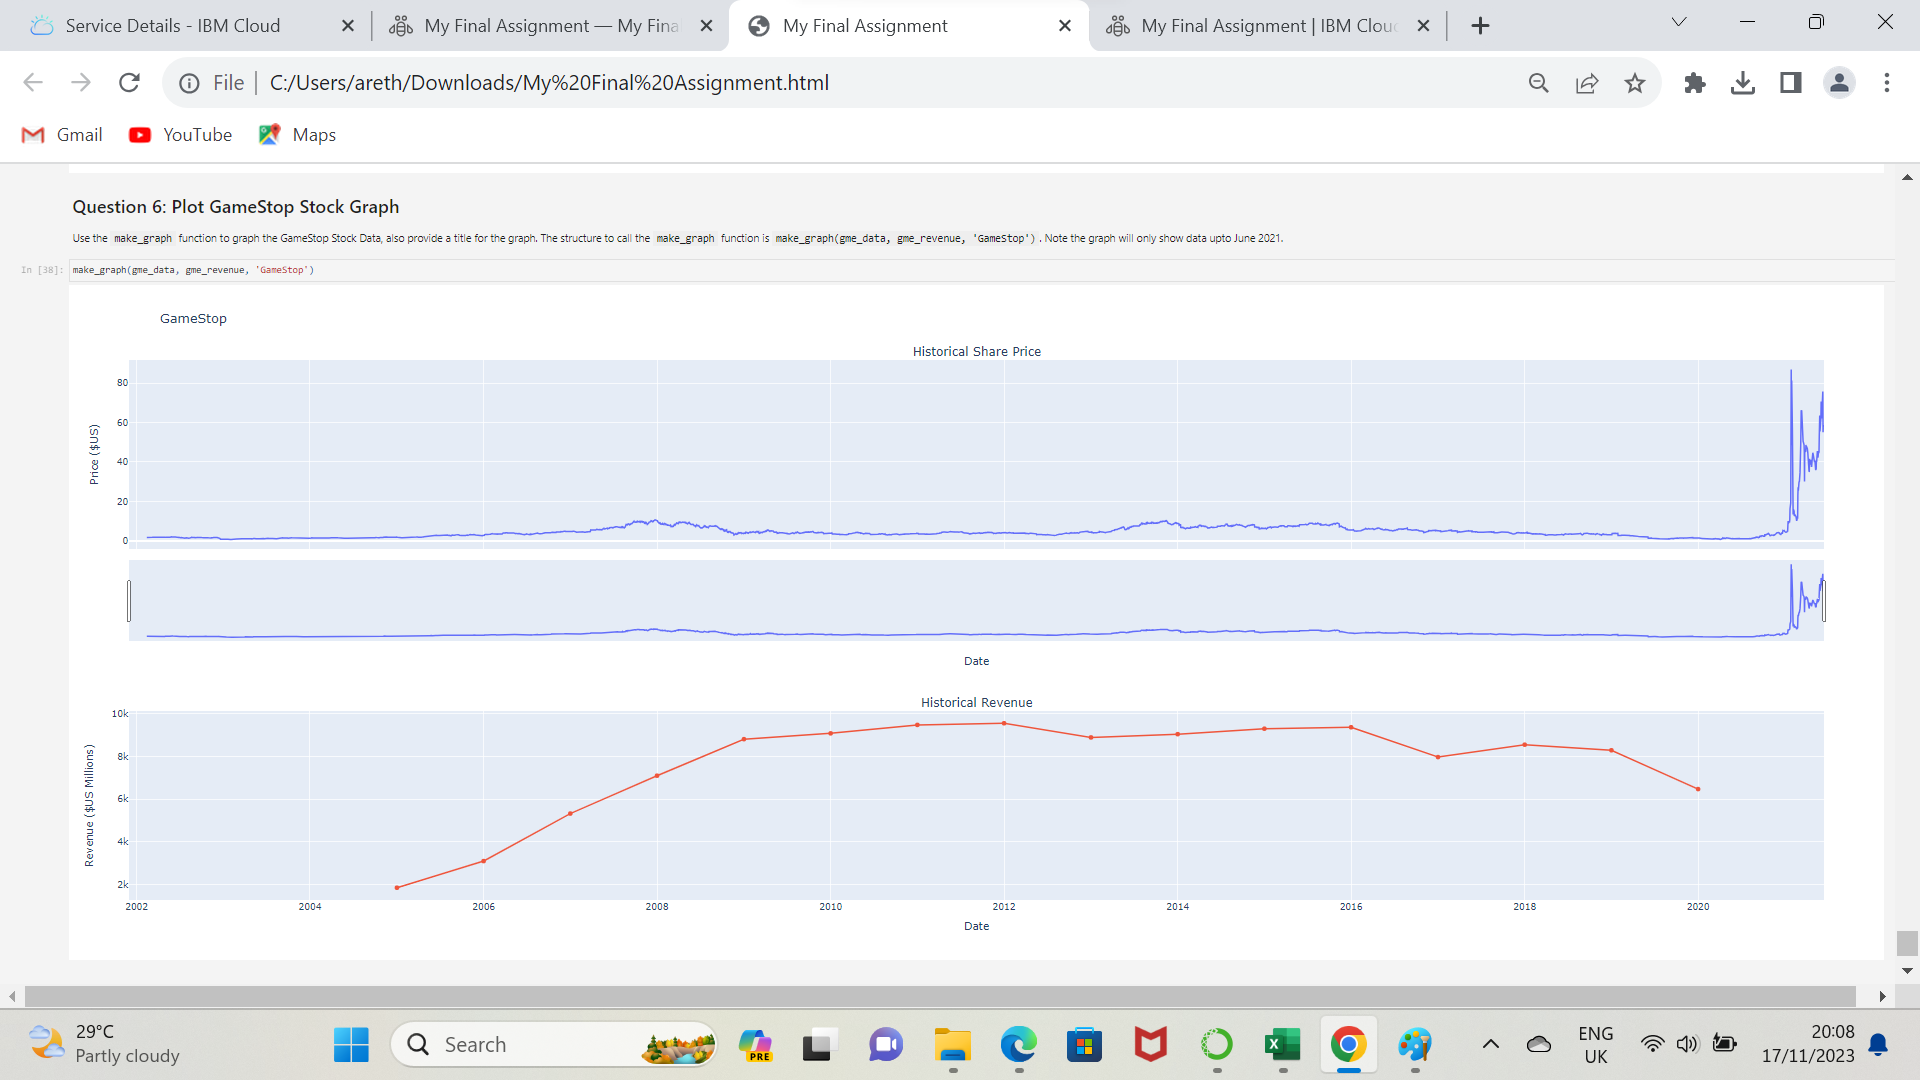 Service Details - IBM Cloud
My Final Assignment — My Fina
My Final Assignment
My Final Assignment | IBM Clou
File
C:/Users/areth/Downloads/My%20Final%20Assignment.html
Gmail
YouTube
Maps
Question 6: Plot GameStop Stock Graph
Use the make_graph function to graph the GameStop Stock Data, also provide a title for the graph. The structure to call the make_graph function is make_graph(gme_data, gme_revenue, 'GameStop') . Note the graph will only show data upto June 2021.
In [38]:
make_graph(gme_data, gme_revenue, 'GameStop')
GameStop
Historical Share Price
80
60
40
20
0
Price ($US)
Date
Historical Revenue
10k
8k
6k
4k
2k
Revenue ($US Millions)
2002 2004 2006 2008 2010 2012 2014 2016 2018 2020
Date
29°C
Partly cloudy
Search
PRE
ENG
UK
20:08
17/11/2023